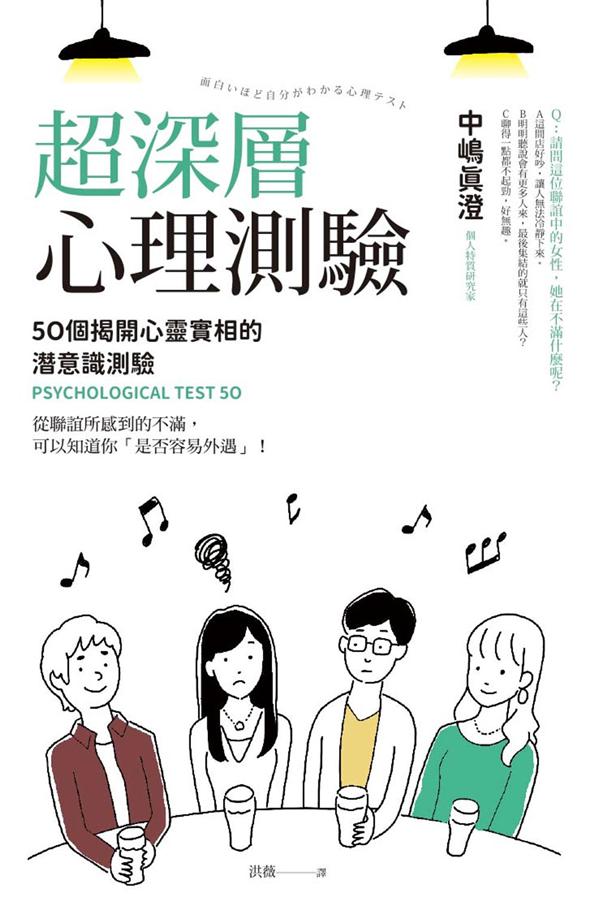 面白いほど自分がわかる心理テスト
超深層
心理測驗
中嶋真澄
個人特質研究家
Q：請問這位聯誼中的女性，她在不滿什麼呢？
A這間店好吵，讓人無法冷靜下來。
B明明聽說會有更多人來，最後集結的就只有這些人？
C聊得一點都不起勁，好無趣。
50個揭開心靈實相的
潛意識測驗
PSYCHOLOGICAL TEST 50
從聯誼所感到的不滿，
可以知道你「是否容易外遇」！
洪薇——譯